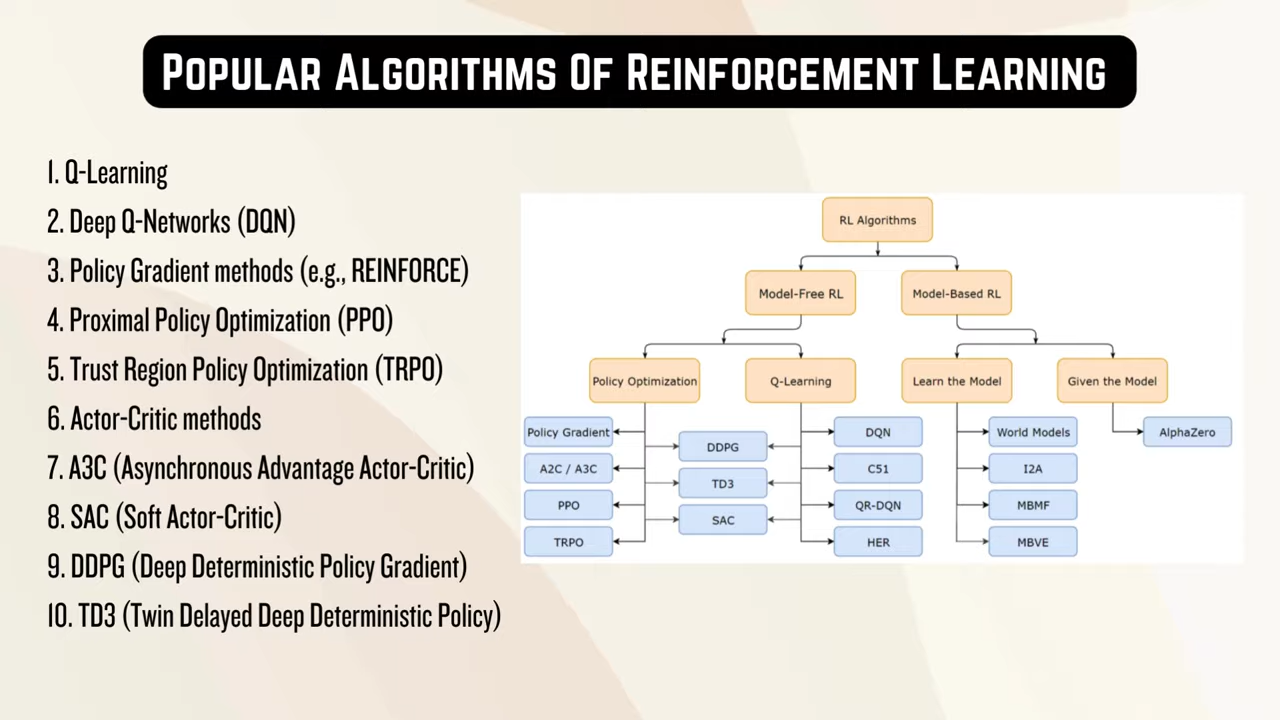 Popular Algorithms Of Reinforcement Learning
1. Q-Learning
2. Deep Q-Networks (DQN)
3. Policy Gradient methods (e.g., REINFORCE)
4. Proximal Policy Optimization (PPO)
5. Trust Region Policy Optimization (TRPO)
6. Actor-Critic methods
7. A3C (Asynchronous Advantage Actor-Critic)
8. SAC (Soft Actor-Critic)
9. DDPG (Deep Deterministic Policy Gradient)
10. TD3 (Twin Delayed Deep Deterministic Policy)
RL Algorithms
Model-Free RL
Model-Based RL
Policy Optimization
Q-Learning
Learn the Model
Given the Model
Policy Gradient
A2C / A3C
PPO
TRPO
DDPG
TD3
SAC
DQN
C51
QR-DQN
HER
World Models
I2A
MBMF
MBVE
AlphaZero